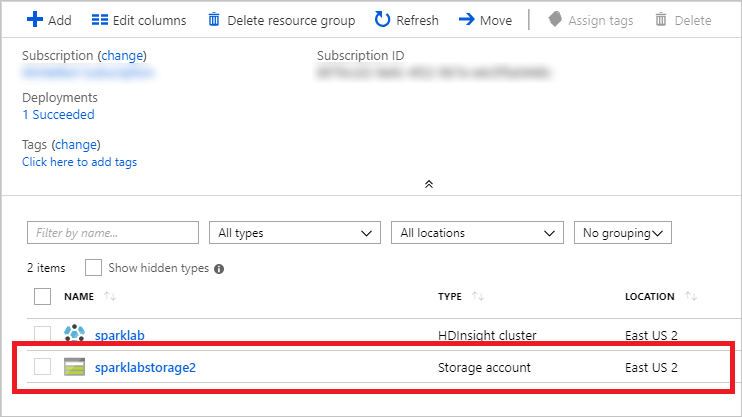 Add Edit columns Delete resource group Refresh Move Assign tags Delete
Subscription (change) Subscription ID
Deployments
1 Succeeded
Tags (change)
Click here to add tags
Filter by name... All types All locations No grouping
2 items Show hidden types
NAME TYPE LOCATION
sparklab HDInsight cluster East US 2
sparklabstorage2 Storage account East US 2